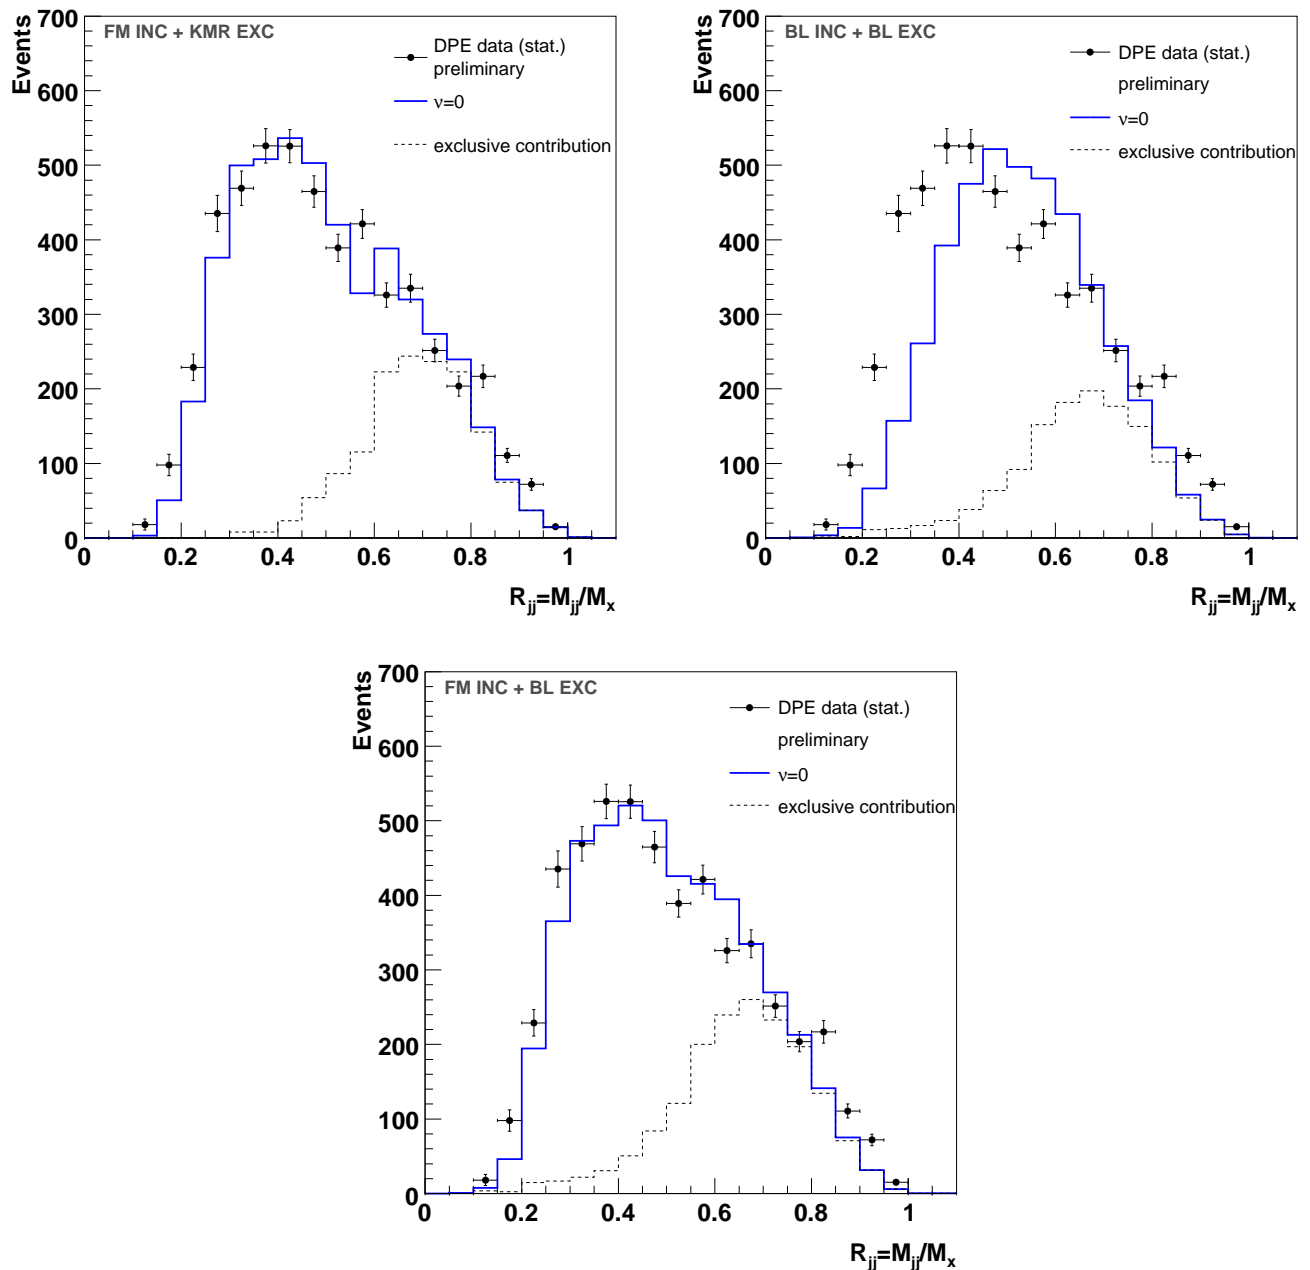 FM INC + KMR EXC
Events
700
600
500
400
300
200
100
0
DPE data (stat.)
preliminary
ν=0
exclusive contribution
0 0.2 0.4 0.6 0.8 1
R_jj=M_jj/M_x
BL INC + BL EXC
Events
700
600
500
400
300
200
100
0
DPE data (stat.)
preliminary
ν=0
exclusive contribution
0 0.2 0.4 0.6 0.8 1
R_jj=M_jj/M_x
FM INC + BL EXC
Events
700
600
500
400
300
200
100
0
DPE data (stat.)
preliminary
ν=0
exclusive contribution
0 0.2 0.4 0.6 0.8 1
R_jj=M_jj/M_x